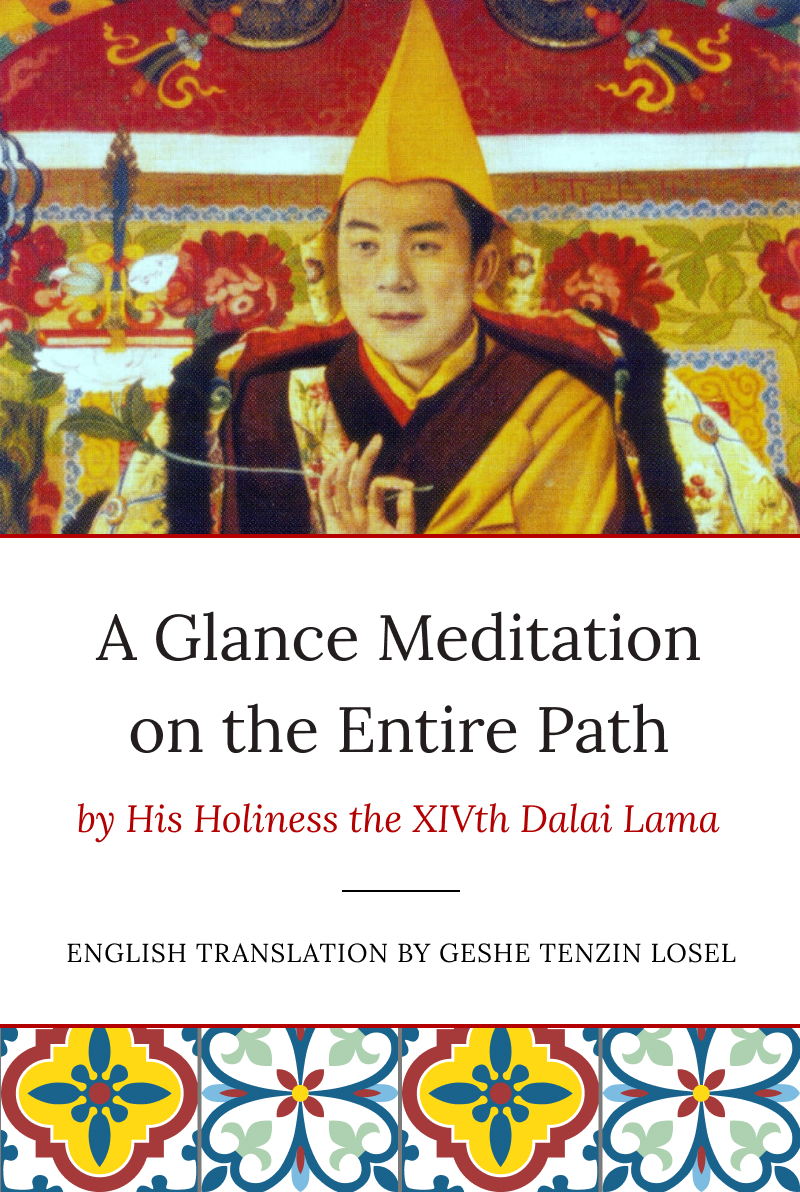 A Glance Meditation
on the Entire Path
by His Holiness the XIVth Dalai Lama
ENGLISH TRANSLATION BY GESHE TENZIN LOSEL